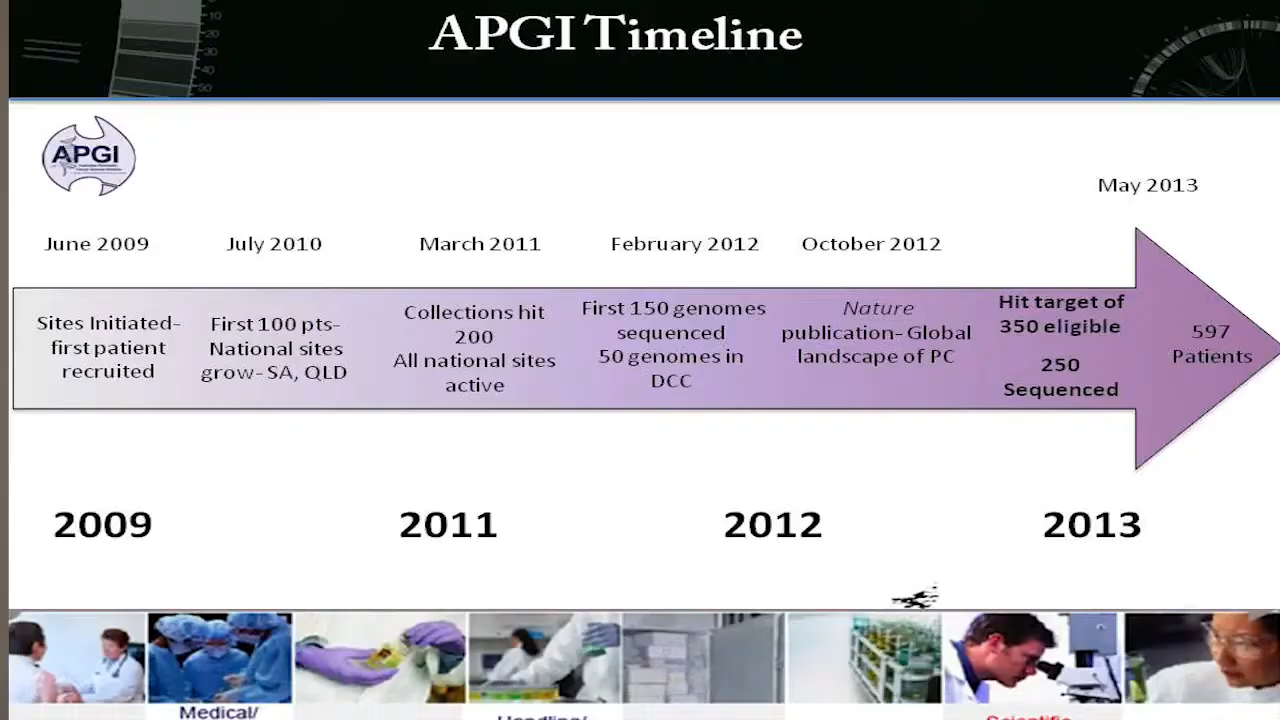 APGI Timeline
APGI
May 2013
June 2009
July 2010
March 2011
February 2012
October 2012
Sites Initiated-
first patient
recruited
First 100 pts-
National sites
grow- SA, QLD
Collections hit
200
All national sites
active
First 150 genomes
sequenced
50 genomes in
DCC
Nature
publication- Global
landscape of PC
Hit target of
350 eligible
250
Sequenced
597
Patients
2009
2011
2012
2013
Medical/
Handling/
Scientific